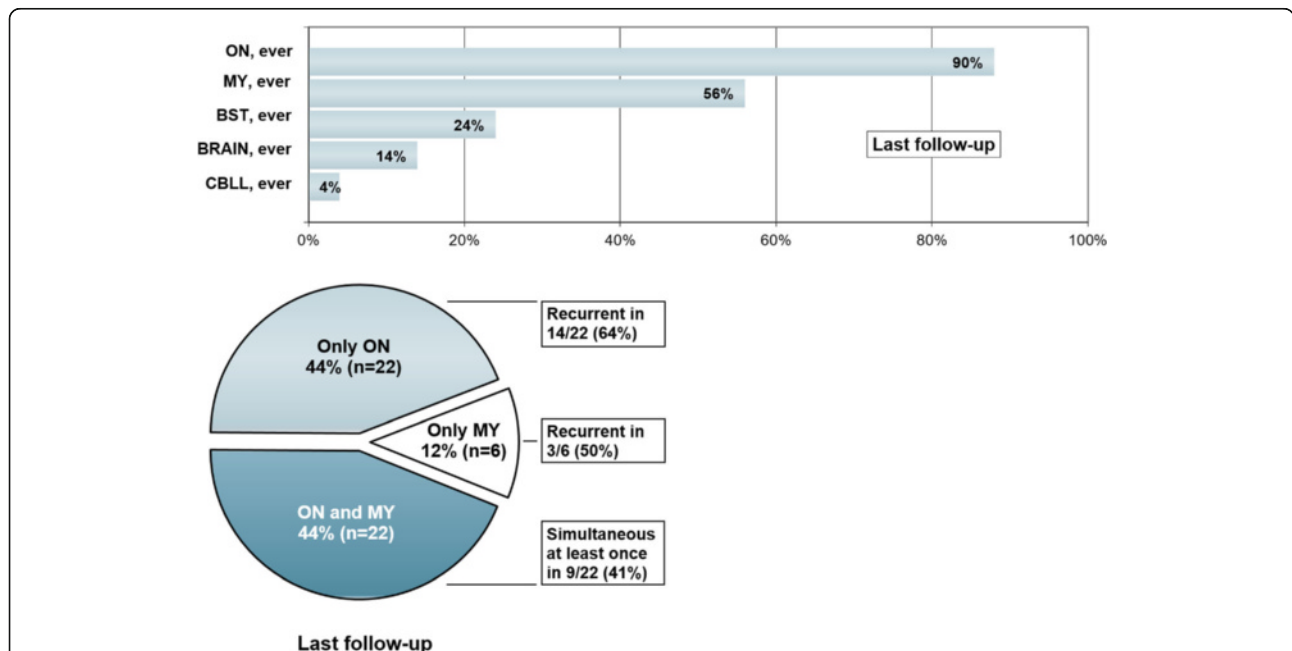 ON, ever
90%
MY, ever
56%
BST, ever
24%
Last follow-up
BRAIN, ever
14%
CBLL, ever
4%
0% 20% 40% 60% 80% 100%
Only ON
44% (n=22)
Recurrent in
14/22 (64%)
Only MY
12% (n=6)
Recurrent in
3/6 (50%)
ON and MY
44% (n=22)
Simultaneous
at least once
in 9/22 (41%)
Last follow-up